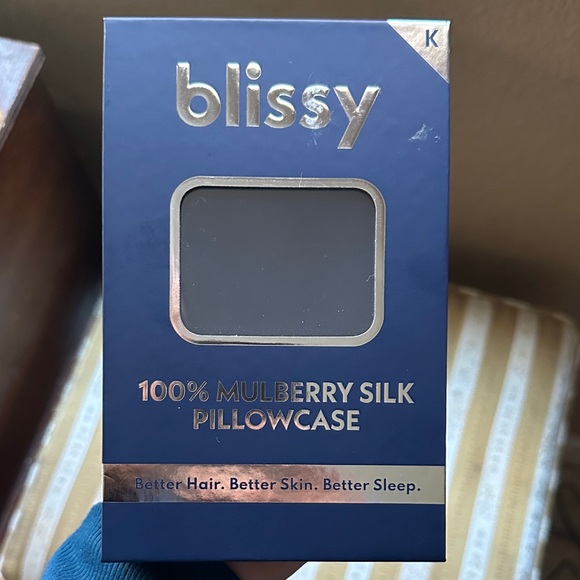 K
blissy
100% MULBERRY SILK
PILLOWCASE
Better Hair. Better Skin. Better Sleep.